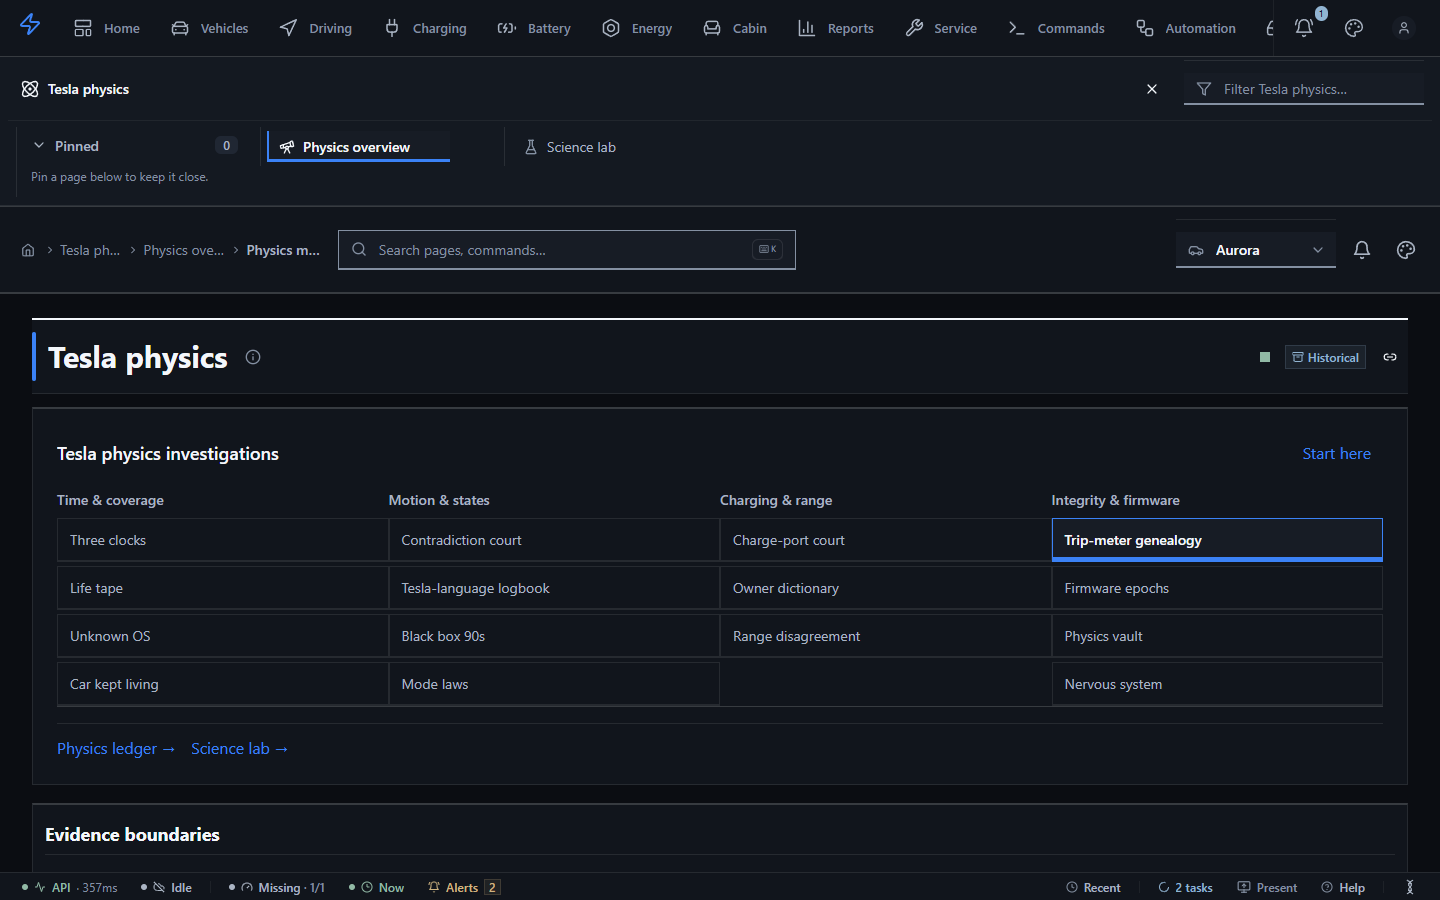 Home Vehicles Driving Charging Battery Energy Cabin Reports Service Commands Automation 1
Tesla physics Filter Tesla physics...
Pinned 0 Physics overview Science lab
Pin a page below to keep it close.
Tesla ph... Physics ove... Physics m... Search pages, commands... K Aurora
Tesla physics Historical
Tesla physics investigations Start here
Time & coverage Motion & states Charging & range Integrity & firmware
Three clocks Contradiction court Charge-port court Trip-meter genealogy
Life tape Tesla-language logbook Owner dictionary Firmware epochs
Unknown OS Black box 90s Range disagreement Physics vault
Car kept living Mode laws Nervous system
Physics ledger → Science lab →
Evidence boundaries
API · 357ms Idle Missing · 1/1 Now Alerts 2 Recent 2 tasks Present Help